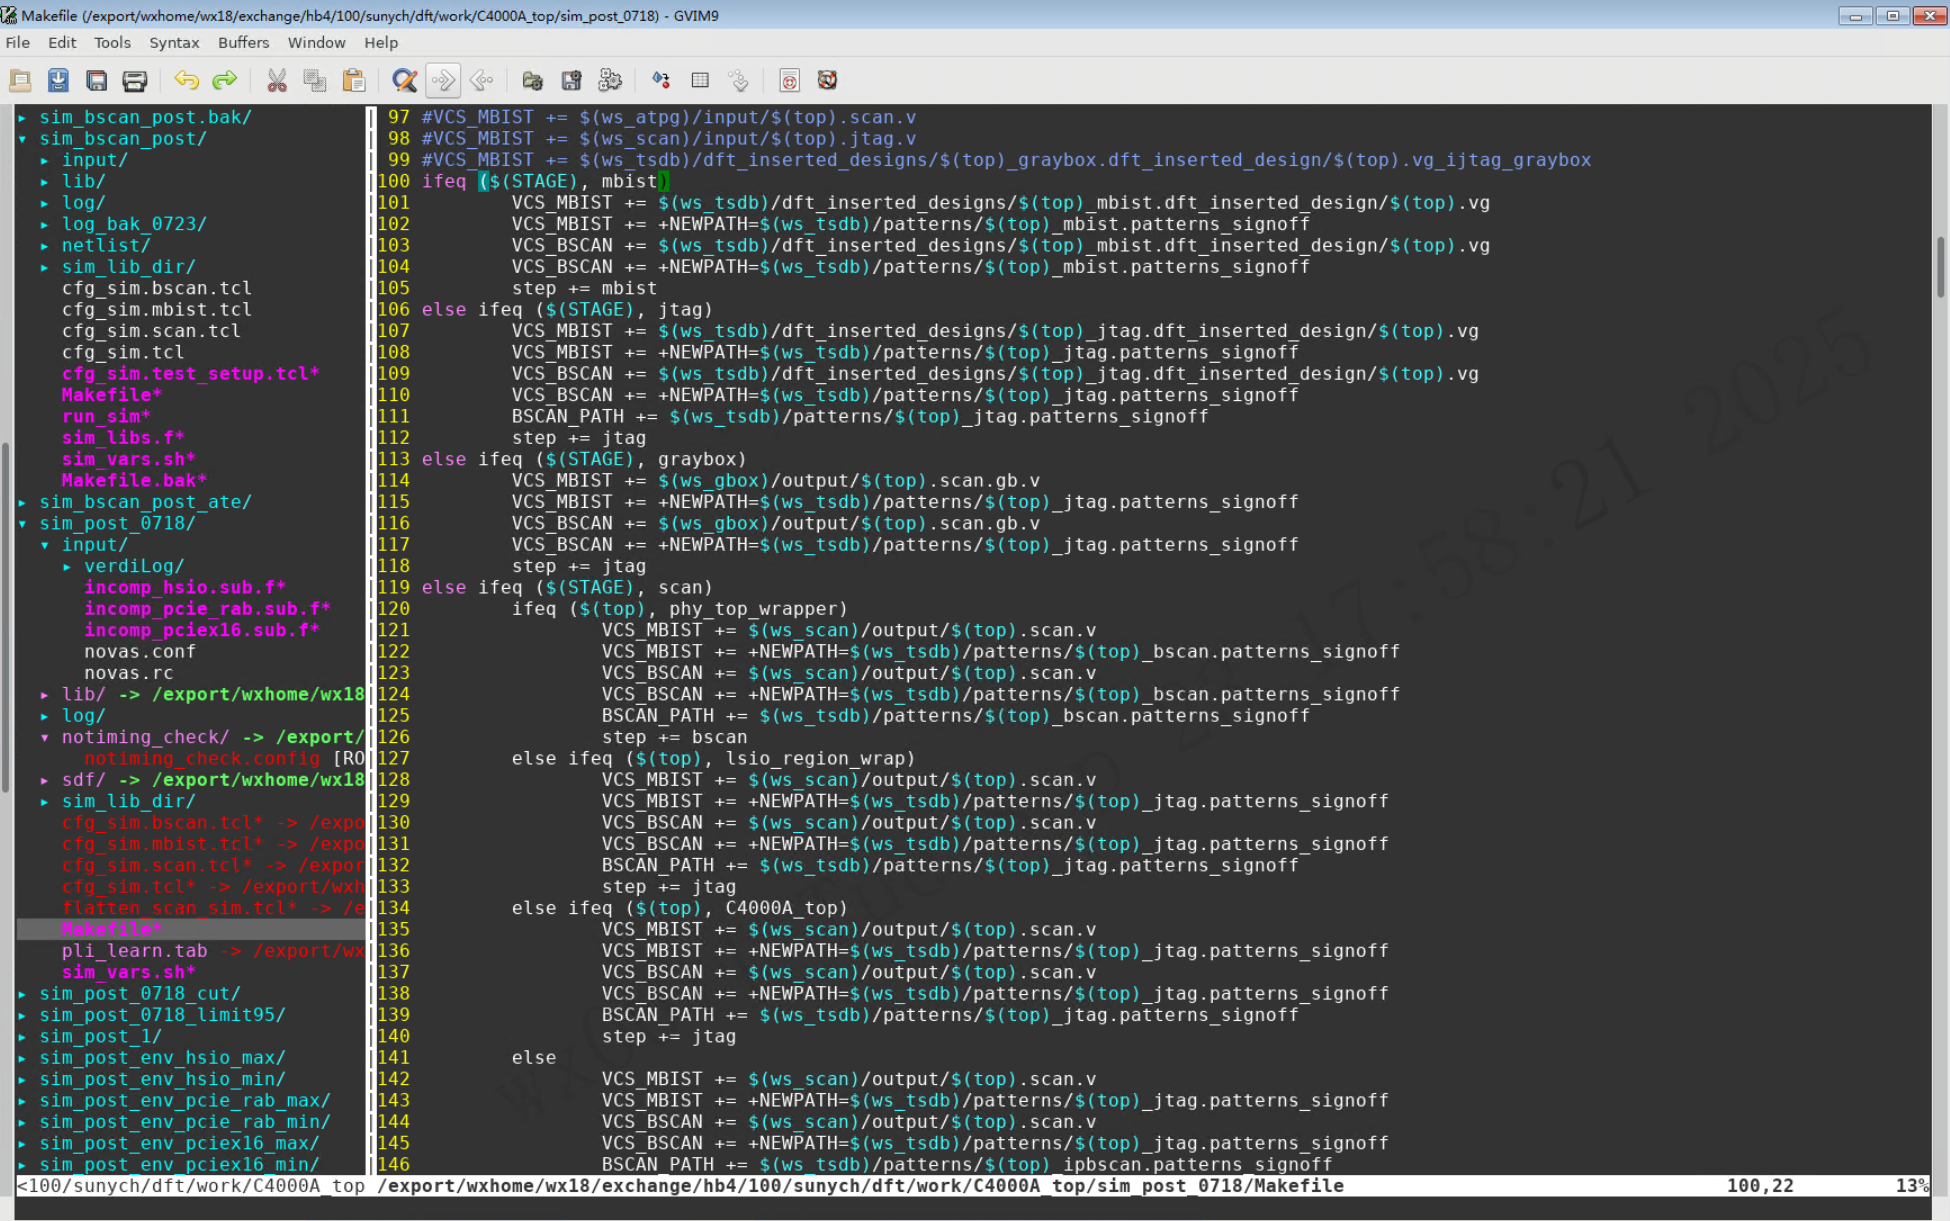 Makefile (/export/wxhome/wx18/exchange/hb4/100/sunych/dft/work/C4000A_top/sim_post_0718) - GVIM9
File Edit Tools Syntax Buffers Window Help
▸ sim_bscan_post.bak/
▾ sim_bscan_post/
▸ input/
▸ lib/
▸ log/
▸ log_bak_0723/
▸ netlist/
▸ sim_lib_dir/
cfg_sim.bscan.tcl
cfg_sim.mbist.tcl
cfg_sim.scan.tcl
cfg_sim.tcl
cfg_sim.test_setup.tcl*
Makefile*
run_sim*
sim_libs.f*
sim_vars.sh*
Makefile.bak*
▸ sim_bscan_post_ate/
▾ sim_post_0718/
▾ input/
▸ verdiLog/
incomp_hsio.sub.f*
incomp_pcie_rab.sub.f*
incomp_pciex16.sub.f*
novas.conf
novas.rc
▸ lib/ -> /export/wxhome/wx18
▸ log/
▾ notiming_check/ -> /export/
notiming_check.config [RO
▸ sdf/ -> /export/wxhome/wx18
▸ sim_lib_dir/
cfg_sim.bscan.tcl* -> /expo
cfg_sim.mbist.tcl* -> /expo
cfg_sim.scan.tcl* -> /expor
cfg_sim.tcl* -> /export/wxh
flatten_scan_sim.tcl* -> /e
Makefile*
pli_learn.tab -> /export/wx
sim_vars.sh*
▸ sim_post_0718_cut/
▸ sim_post_0718_limit95/
▸ sim_post_1/
▸ sim_post_env_hsio_max/
▸ sim_post_env_hsio_min/
▸ sim_post_env_pcie_rab_max/
▸ sim_post_env_pcie_rab_min/
▸ sim_post_env_pciex16_max/
▸ sim_post_env_pciex16_min/
97 #VCS_MBIST += $(ws_atpg)/input/$(top).scan.v
98 #VCS_MBIST += $(ws_scan)/input/$(top).jtag.v
99 #VCS_MBIST += $(ws_tsdb)/dft_inserted_designs/$(top)_graybox.dft_inserted_design/$(top).vg_ijtag_graybox
100 ifeq ($(STAGE), mbist)
101 VCS_MBIST += $(ws_tsdb)/dft_inserted_designs/$(top)_mbist.dft_inserted_design/$(top).vg
102 VCS_MBIST += +NEWPATH=$(ws_tsdb)/patterns/$(top)_mbist.patterns_signoff
103 VCS_BSCAN += $(ws_tsdb)/dft_inserted_designs/$(top)_mbist.dft_inserted_design/$(top).vg
104 VCS_BSCAN += +NEWPATH=$(ws_tsdb)/patterns/$(top)_mbist.patterns_signoff
105 step += mbist
106 else ifeq ($(STAGE), jtag)
107 VCS_MBIST += $(ws_tsdb)/dft_inserted_designs/$(top)_jtag.dft_inserted_design/$(top).vg
108 VCS_MBIST += +NEWPATH=$(ws_tsdb)/patterns/$(top)_jtag.patterns_signoff
109 VCS_BSCAN += $(ws_tsdb)/dft_inserted_designs/$(top)_jtag.dft_inserted_design/$(top).vg
110 VCS_BSCAN += +NEWPATH=$(ws_tsdb)/patterns/$(top)_jtag.patterns_signoff
111 BSCAN_PATH += $(ws_tsdb)/patterns/$(top)_jtag.patterns_signoff
112 step += jtag
113 else ifeq ($(STAGE), graybox)
114 VCS_MBIST += $(ws_gbox)/output/$(top).scan.gb.v
115 VCS_MBIST += +NEWPATH=$(ws_tsdb)/patterns/$(top)_jtag.patterns_signoff
116 VCS_BSCAN += $(ws_gbox)/output/$(top).scan.gb.v
117 VCS_BSCAN += +NEWPATH=$(ws_tsdb)/patterns/$(top)_jtag.patterns_signoff
118 step += jtag
119 else ifeq ($(STAGE), scan)
120 ifeq ($(top), phy_top_wrapper)
121 VCS_MBIST += $(ws_scan)/output/$(top).scan.v
122 VCS_MBIST += +NEWPATH=$(ws_tsdb)/patterns/$(top)_bscan.patterns_signoff
123 VCS_BSCAN += $(ws_scan)/output/$(top).scan.v
124 VCS_BSCAN += +NEWPATH=$(ws_tsdb)/patterns/$(top)_bscan.patterns_signoff
125 BSCAN_PATH += $(ws_tsdb)/patterns/$(top)_bscan.patterns_signoff
126 step += bscan
127 else ifeq ($(top), lsio_region_wrap)
128 VCS_MBIST += $(ws_scan)/output/$(top).scan.v
129 VCS_MBIST += +NEWPATH=$(ws_tsdb)/patterns/$(top)_jtag.patterns_signoff
130 VCS_BSCAN += $(ws_scan)/output/$(top).scan.v
131 VCS_BSCAN += +NEWPATH=$(ws_tsdb)/patterns/$(top)_jtag.patterns_signoff
132 BSCAN_PATH += $(ws_tsdb)/patterns/$(top)_jtag.patterns_signoff
133 step += jtag
134 else ifeq ($(top), C4000A_top)
135 VCS_MBIST += $(ws_scan)/output/$(top).scan.v
136 VCS_MBIST += +NEWPATH=$(ws_tsdb)/patterns/$(top)_jtag.patterns_signoff
137 VCS_BSCAN += $(ws_scan)/output/$(top).scan.v
138 VCS_BSCAN += +NEWPATH=$(ws_tsdb)/patterns/$(top)_jtag.patterns_signoff
139 BSCAN_PATH += $(ws_tsdb)/patterns/$(top)_jtag.patterns_signoff
140 step += jtag
141 else
142 VCS_MBIST += $(ws_scan)/output/$(top).scan.v
143 VCS_MBIST += +NEWPATH=$(ws_tsdb)/patterns/$(top)_jtag.patterns_signoff
144 VCS_BSCAN += $(ws_scan)/output/$(top).scan.v
145 VCS_BSCAN += +NEWPATH=$(ws_tsdb)/patterns/$(top)_jtag.patterns_signoff
146 BSCAN_PATH += $(ws_tsdb)/patterns/$(top)_ipbscan.patterns_signoff
<100/sunych/dft/work/C4000A_top /export/wxhome/wx18/exchange/hb4/100/sunych/dft/work/C4000A_top/sim_post_0718/Makefile 100,22 13%
17:58:21 2025